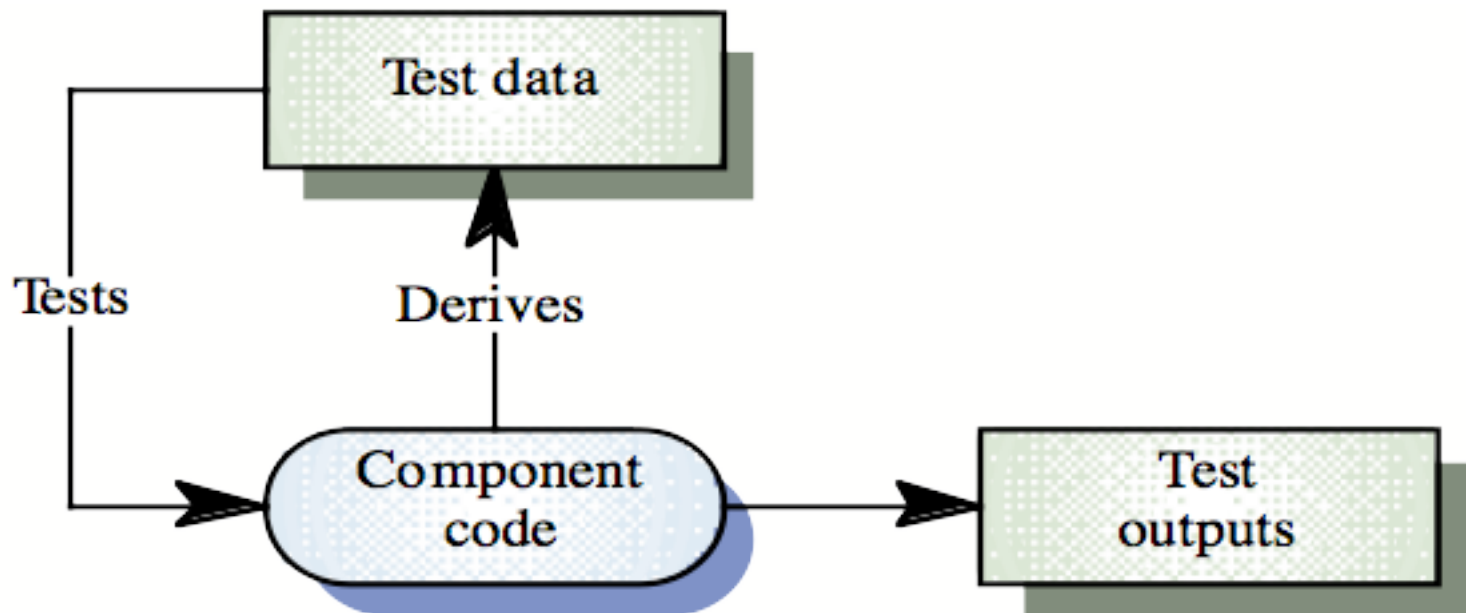 Test data
Tests
Derives
Component
code
Test
outputs